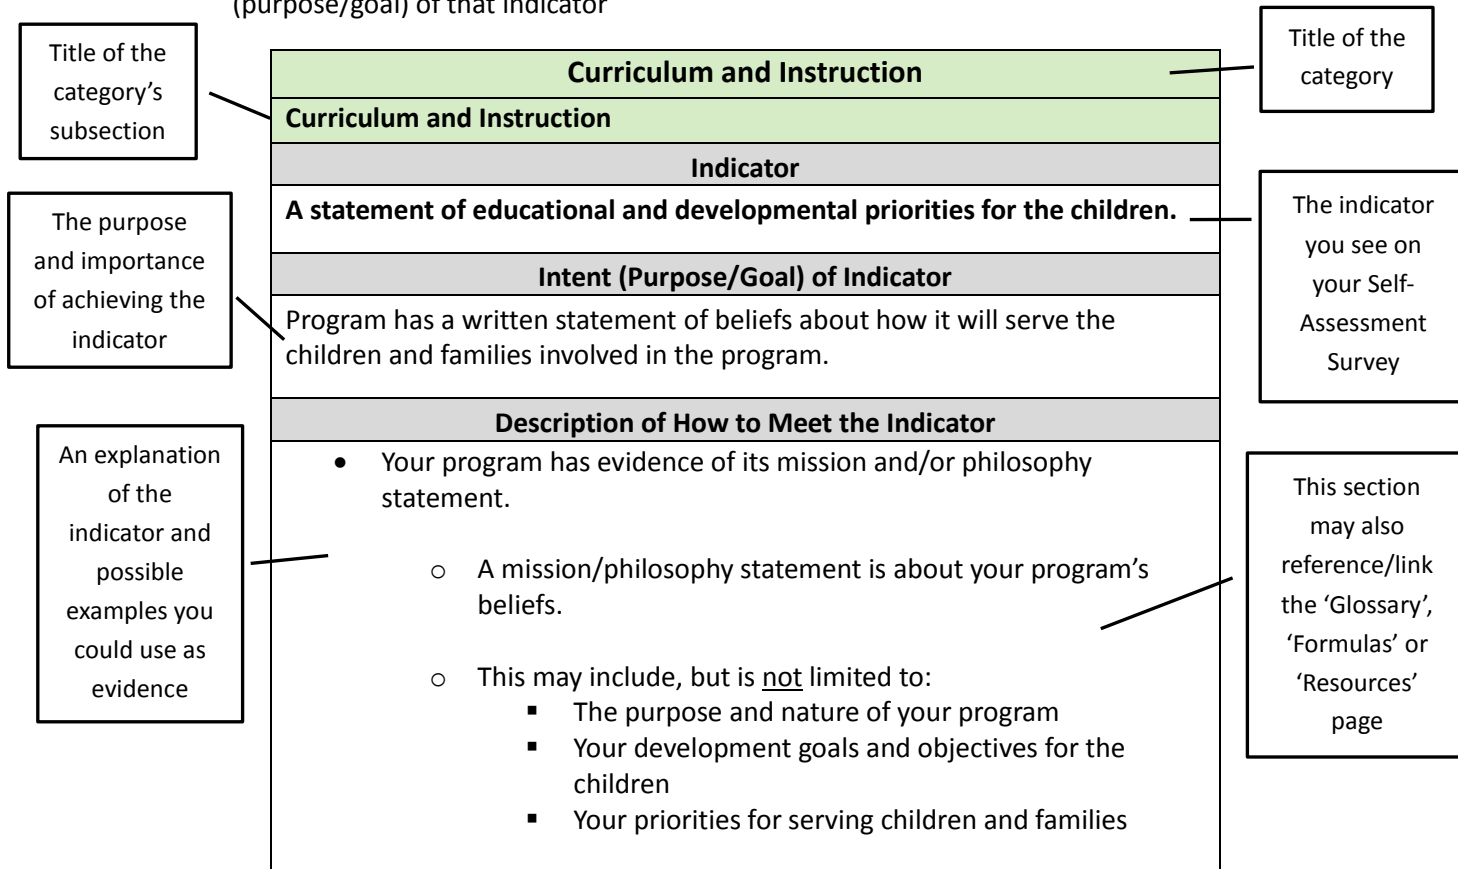 (purpose/goal) of that indicator
Title of the
category's
subsection
Title of the
category
Curriculum and Instruction
Curriculum and Instruction
Indicator
A statement of educational and developmental priorities for the children.
The indicator
you see on
your Self-
Assessment
Survey
The purpose
and importance
of achieving the
indicator
Intent (Purpose/Goal) of Indicator
Program has a written statement of beliefs about how it will serve the
children and families involved in the program.
Description of How to Meet the Indicator
An explanation
of the
indicator and
possible
examples you
could use as
evidence
• Your program has evidence of its mission and/or philosophy
statement.
o A mission/philosophy statement is about your program's
beliefs.
o This may include, but is not limited to:
▪ The purpose and nature of your program
▪ Your development goals and objectives for the
children
▪ Your priorities for serving children and families
This section
may also
reference/link
the ‘Glossary’,
‘Formulas’ or
‘Resources’
page